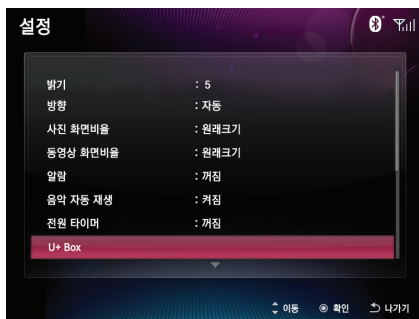 설정
밝기 : 5
방향 : 자동
사진 화면비율 : 원래크기
동영상 화면비율 : 원래크기
알람 : 꺼짐
음악 자동 재생 : 켜짐
전원 타이머 : 꺼짐
U+ Box
이동 확인 나가기